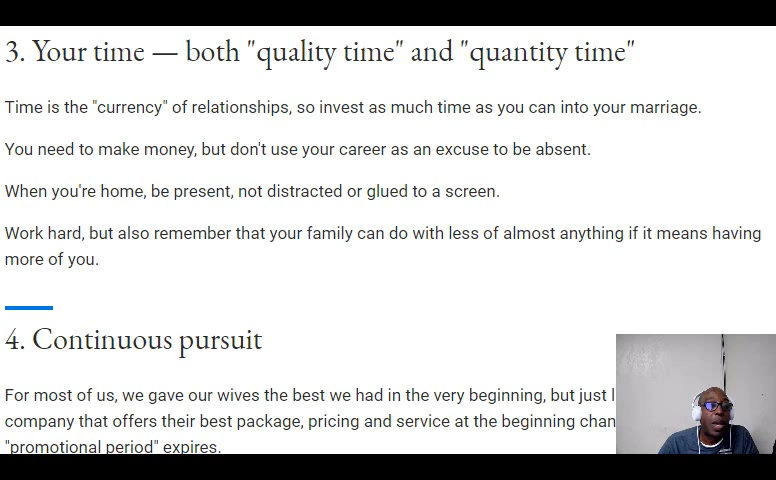 3. Your time — both "quality time" and "quantity time"
Time is the "currency" of relationships, so invest as much time as you can into your marriage.
You need to make money, but don't use your career as an excuse to be absent.
When you're home, be present, not distracted or glued to a screen.
Work hard, but also remember that your family can do with less of almost anything if it means having
more of you.
4. Continuous pursuit
For most of us, we gave our wives the best we had in the very beginning, but just
company that offers their best package, pricing and service at the beginning
"promotional period" expires.